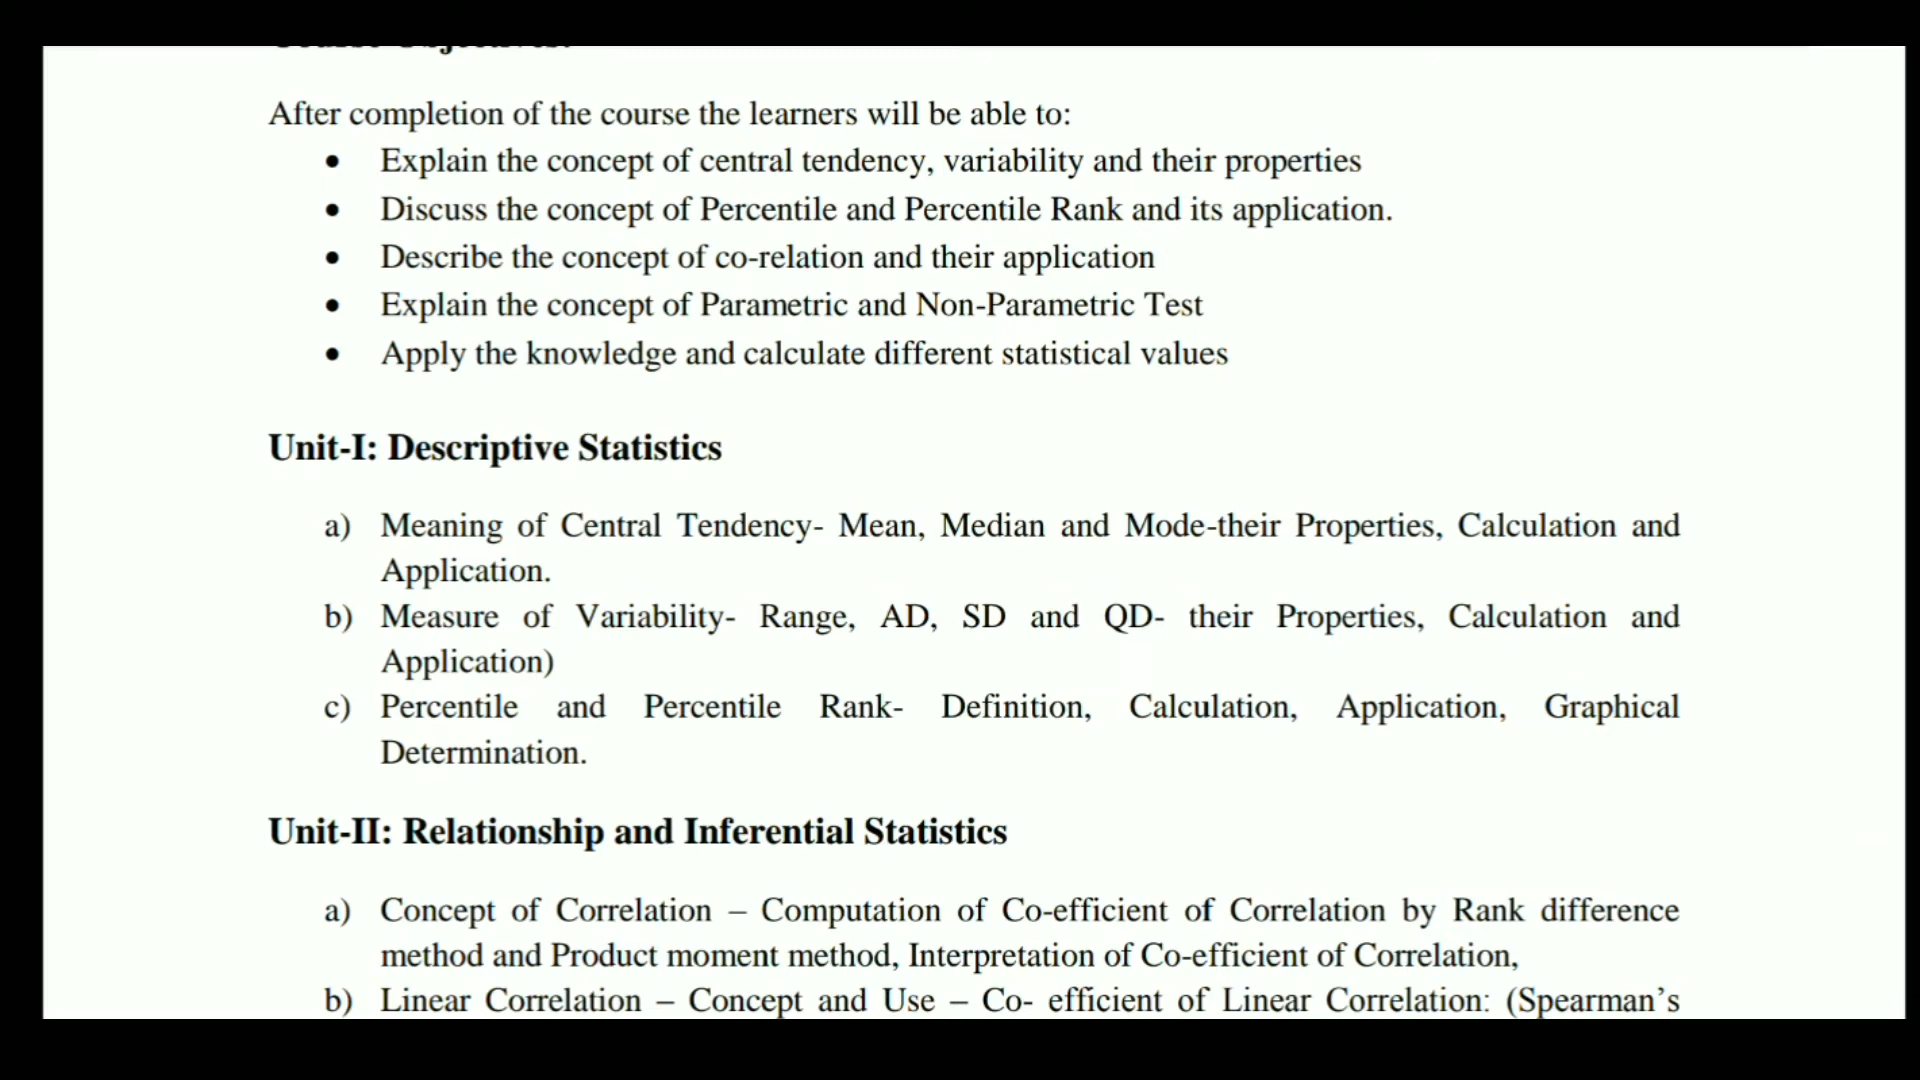 After completion of the course the learners will be able to:
• Explain the concept of central tendency, variability and their properties
• Discuss the concept of Percentile and Percentile Rank and its application.
• Describe the concept of co-relation and their application
• Explain the concept of Parametric and Non-Parametric Test
• Apply the knowledge and calculate different statistical values
Unit-I: Descriptive Statistics
a) Meaning of Central Tendency- Mean, Median and Mode-their Properties, Calculation and
Application.
b) Measure of Variability- Range, AD, SD and QD- their Properties, Calculation and
Application)
c) Percentile and Percentile Rank- Definition, Calculation, Application, Graphical
Determination.
Unit-II: Relationship and Inferential Statistics
a) Concept of Correlation – Computation of Co-efficient of Correlation by Rank difference
method and Product moment method, Interpretation of Co-efficient of Correlation,
b) Linear Correlation – Concept and Use – Co- efficient of Linear Correlation: (Spearman’s